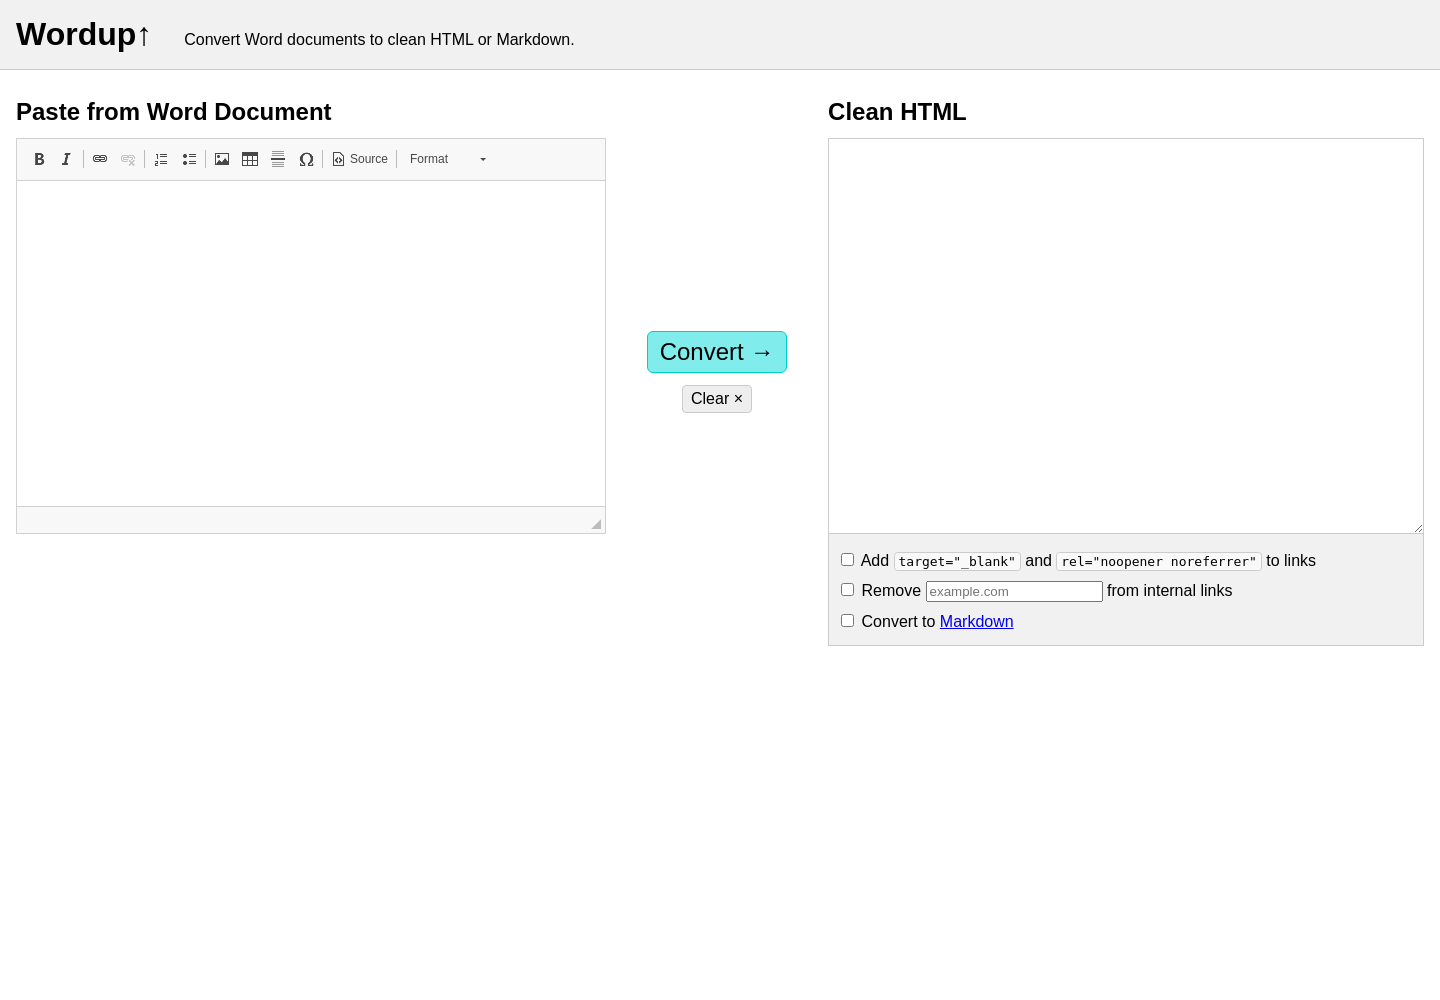 Wordup↑
Convert Word documents to clean HTML or Markdown.
Paste from Word Document
Source
Format
Convert →
Clear ×
Clean HTML
Add target="_blank" and rel="noopener noreferrer" to links
Remove example.com from internal links
Convert to Markdown